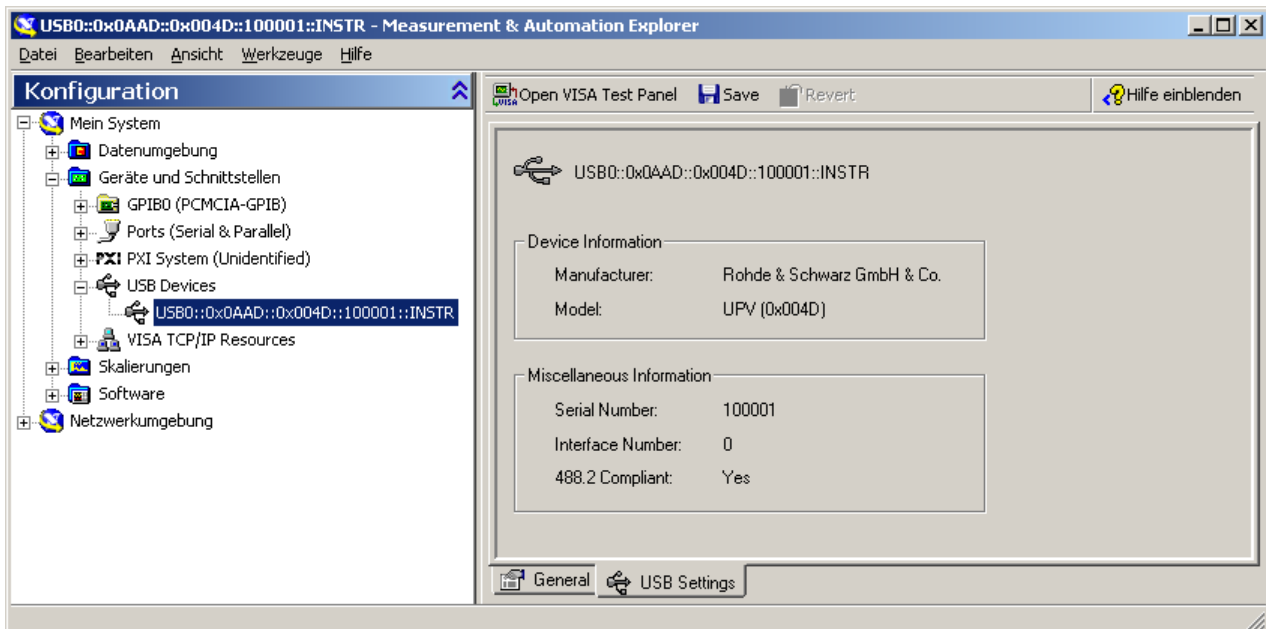 USB0::0x0AAD::0x004D::100001::INSTR - Measurement & Automation Explorer
Datei Bearbeiten Ansicht Werkzeuge Hilfe
Konfiguration
Mein System
Datenumgebung
Geräte und Schnittstellen
GPIB0 (PCMCIA-GPIB)
Ports (Serial & Parallel)
PXI PXI System (Unidentified)
USB Devices
USB0::0x0AAD::0x004D::100001::INSTR
VISA TCP/IP Resources
Skalierungen
Software
Netzwerkumgebung
VISA Open VISA Test Panel Save Revert Hilfe einblenden
USB0::0x0AAD::0x004D::100001::INSTR
Device Information
Manufacturer: Rohde & Schwarz GmbH & Co.
Model: UPV (0x004D)
Miscellaneous Information
Serial Number: 100001
Interface Number: 0
488.2 Compliant: Yes
General USB Settings